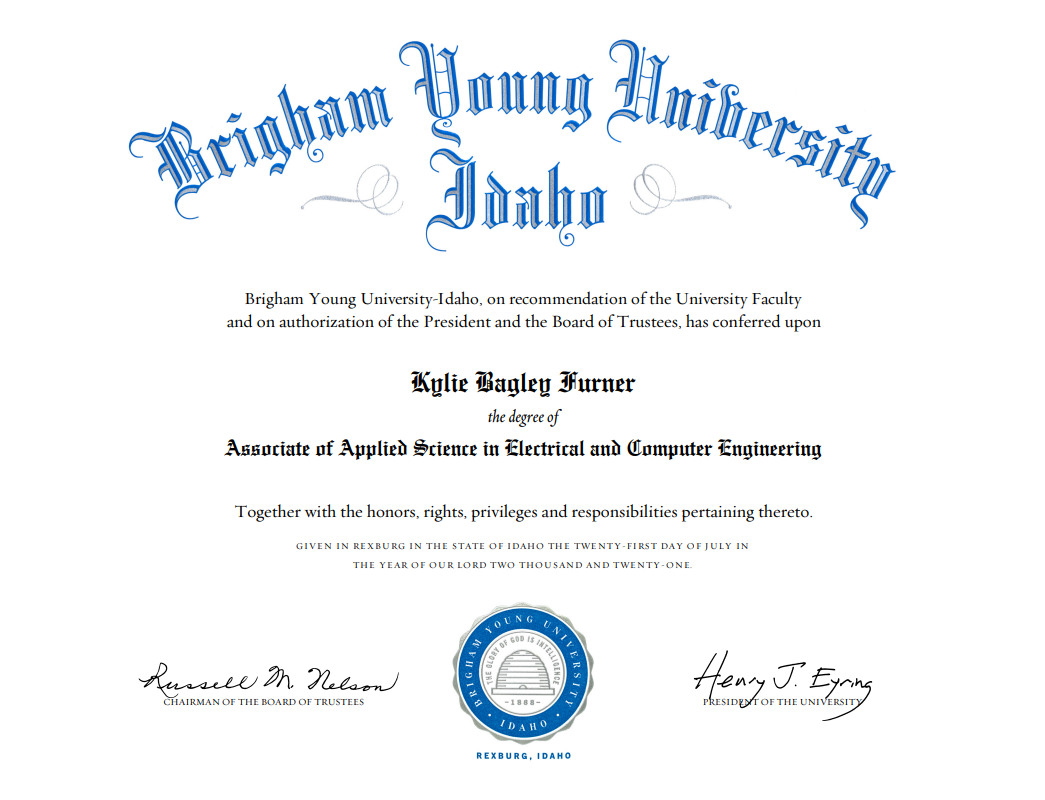 Brigham Young University
Idaho
Brigham Young University-Idaho, on recommendation of the University Faculty
and on authorization of the President and the Board of Trustees, has conferred upon
Kylie Bagley Furner
the degree of
Associate of Applied Science in Electrical and Computer Engineering
Together with the honors, rights, privileges and responsibilities pertaining thereto.
GIVEN IN REXBURG IN THE STATE OF IDAHO THE TWENTY-FIRST DAY OF JULY IN
THE YEAR OF OUR LORD TWO THOUSAND AND TWENTY-ONE.
Russell M. Nelson
CHAIRMAN OF THE BOARD OF TRUSTEES
BRIGHAM YOUNG UNIVERSITY
THE GLORY OF GOD IS INTELLIGENCE
-1888-
• IDAHO •
REXBURG, IDAHO
Henry J. Eyring
PRESIDENT OF THE UNIVERSITY